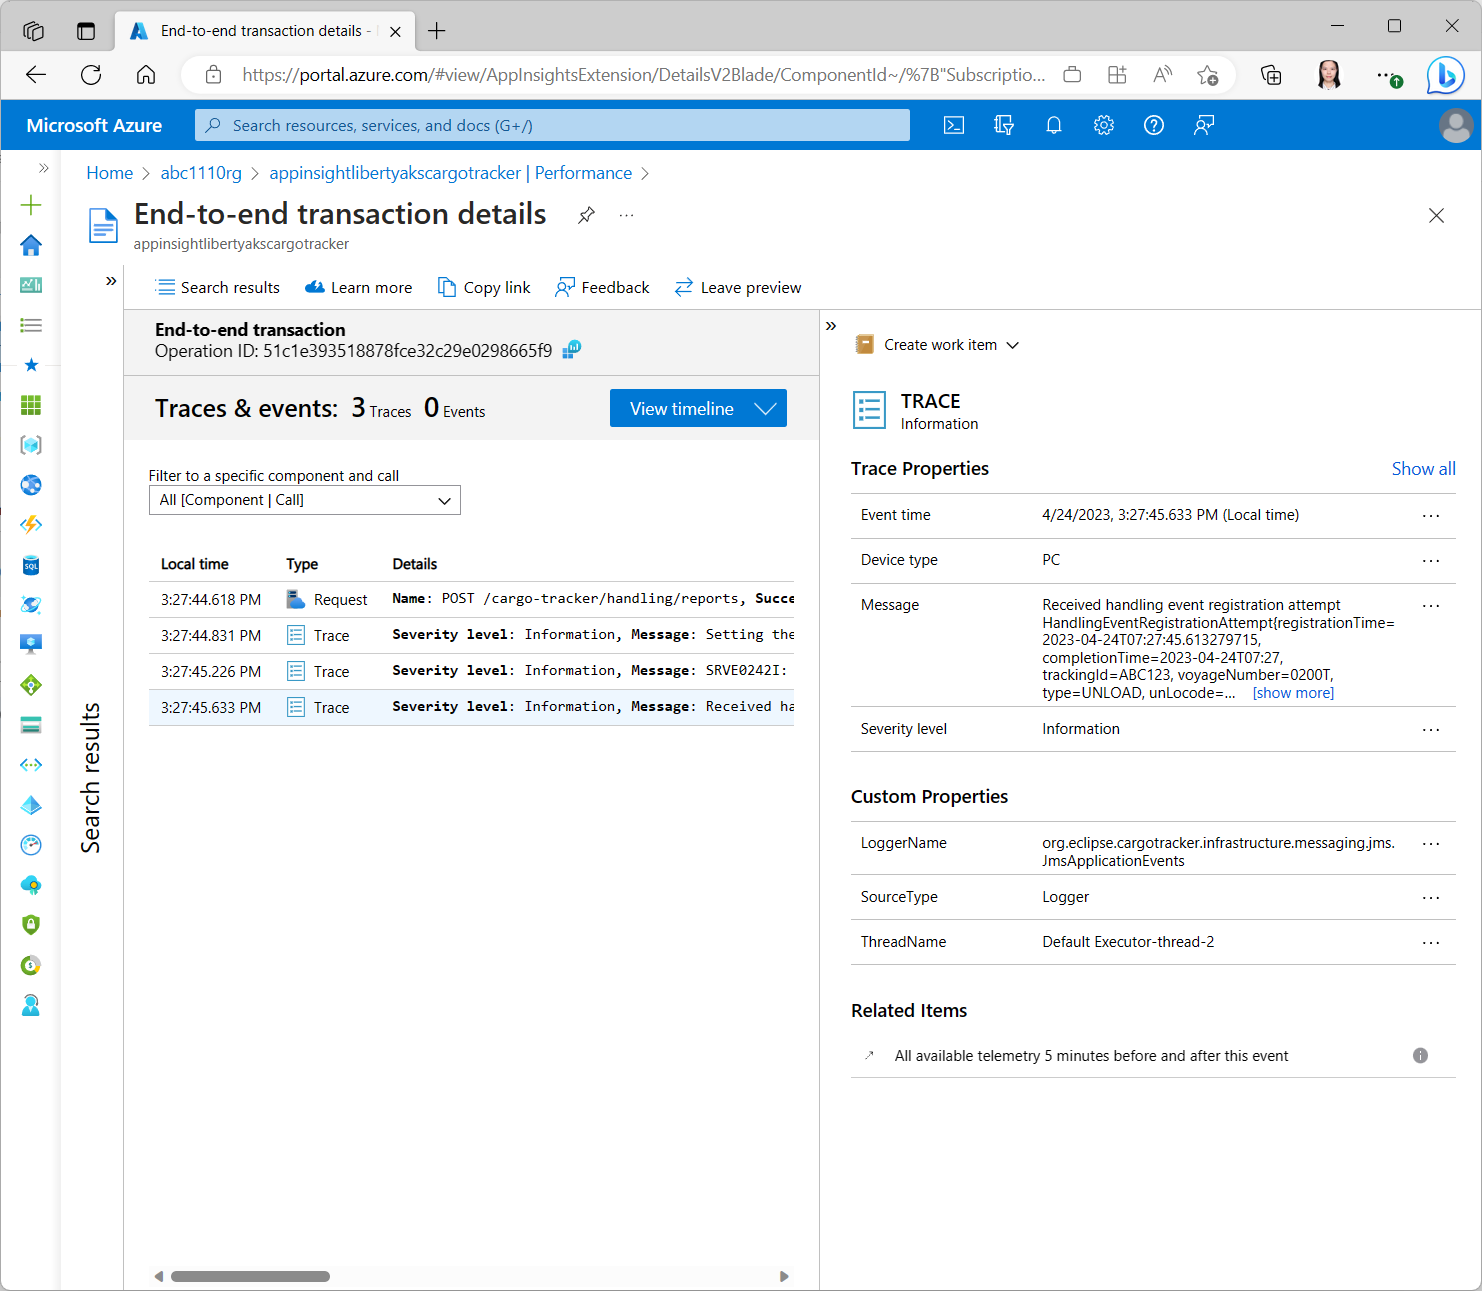 End-to-end transaction details -
https://portal.azure.com/#view/AppInsightsExtension/DetailsV2Blade/ComponentId~/%7B"Subscriptio...
Microsoft Azure
Search resources, services, and docs (G+/)
Home > abc1110rg > appinsightlibertyakscargotracker | Performance >
End-to-end transaction details
appinsightlibertyakscargotracker
Search results
Learn more
Copy link
Feedback
Leave preview
Search results
End-to-end transaction
Operation ID: 51c1e393518878fce32c29e0298665f9
Traces & events: 3 Traces 0 Events
View timeline
Filter to a specific component and call
All [Component | Call]
Local time Type Details
3:27:44.618 PM Request Name: POST /cargo-tracker/handling/reports, Succe
3:27:44.831 PM Trace Severity level: Information, Message: Setting the
3:27:45.226 PM Trace Severity level: Information, Message: SRVE0242I:
3:27:45.633 PM Trace Severity level: Information, Message: Received ha
Create work item
TRACE
Information
Trace Properties
Show all
Event time 4/24/2023, 3:27:45.633 PM (Local time) ...
Device type PC ...
Message Received handling event registration attempt ...
HandlingEventRegistrationAttempt{registrationTime=
2023-04-24T07:27:45.613279715,
completionTime=2023-04-24T07:27,
trackingId=ABC123, voyageNumber=0200T,
type=UNLOAD, unLocode=... [show more]
Severity level Information ...
Custom Properties
LoggerName org.eclipse.cargotracker.infrastructure.messaging.jms. ...
JmsApplicationEvents
SourceType Logger ...
ThreadName Default Executor-thread-2 ...
Related Items
All available telemetry 5 minutes before and after this event